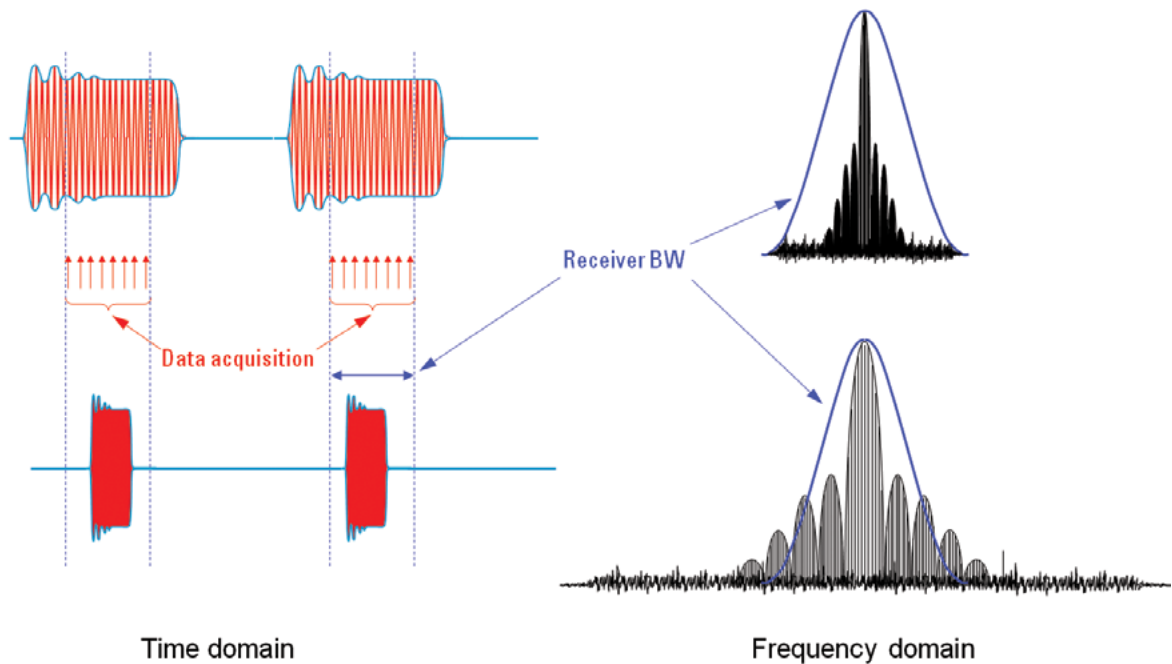 Receiver BW
Data acquisition
Time domain
Frequency domain